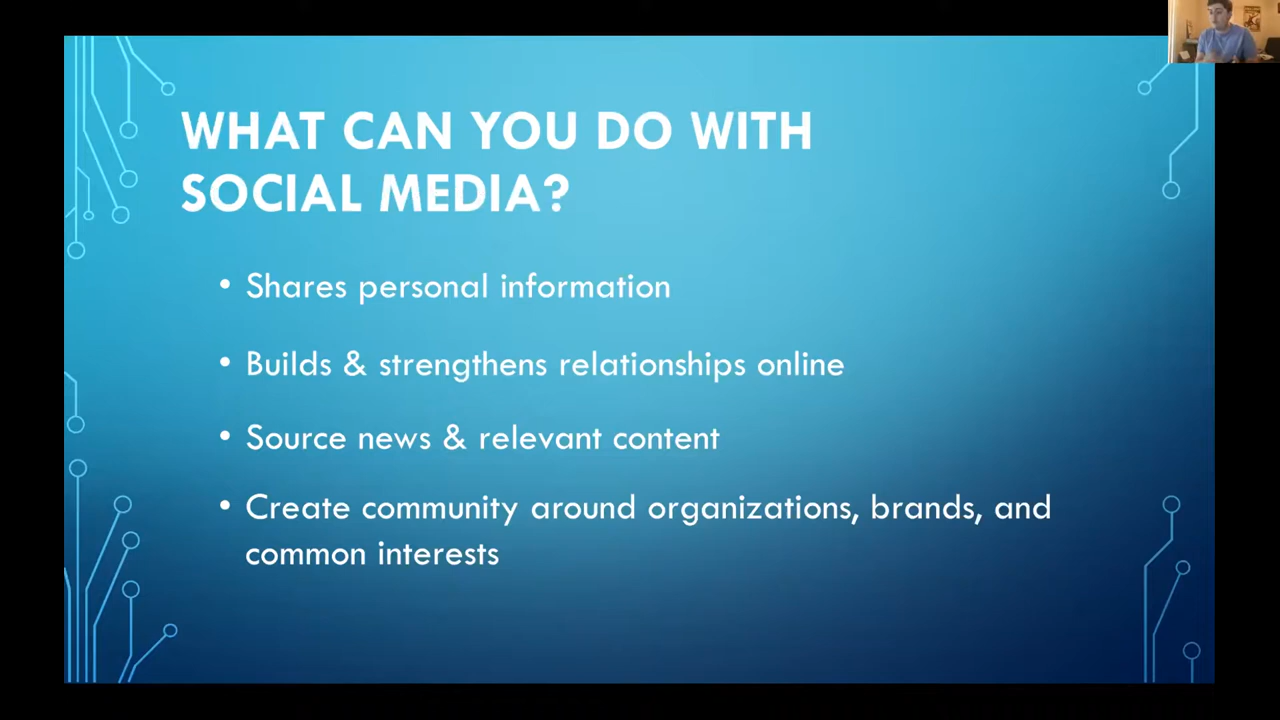 WHAT CAN YOU DO WITH
SOCIAL MEDIA?
• Shares personal information
• Builds & strengthens relationships online
• Source news & relevant content
• Create community around organizations, brands, and
common interests